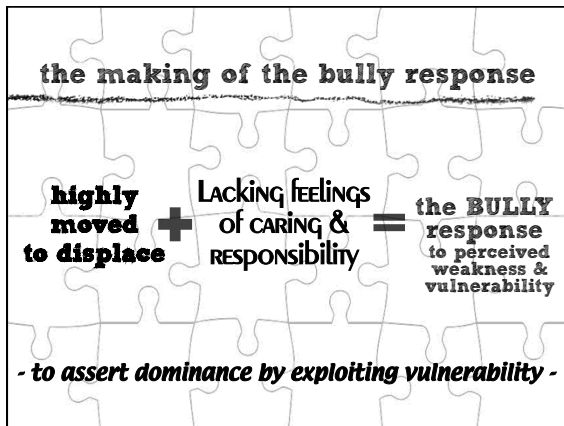 the making of the bully response
highly
moved
to displace
+
Lacking feelings
of caring &
responsibility
=
the BULLY
response
to perceived
weakness &
vulnerability
- to assert dominance by exploiting vulnerability -